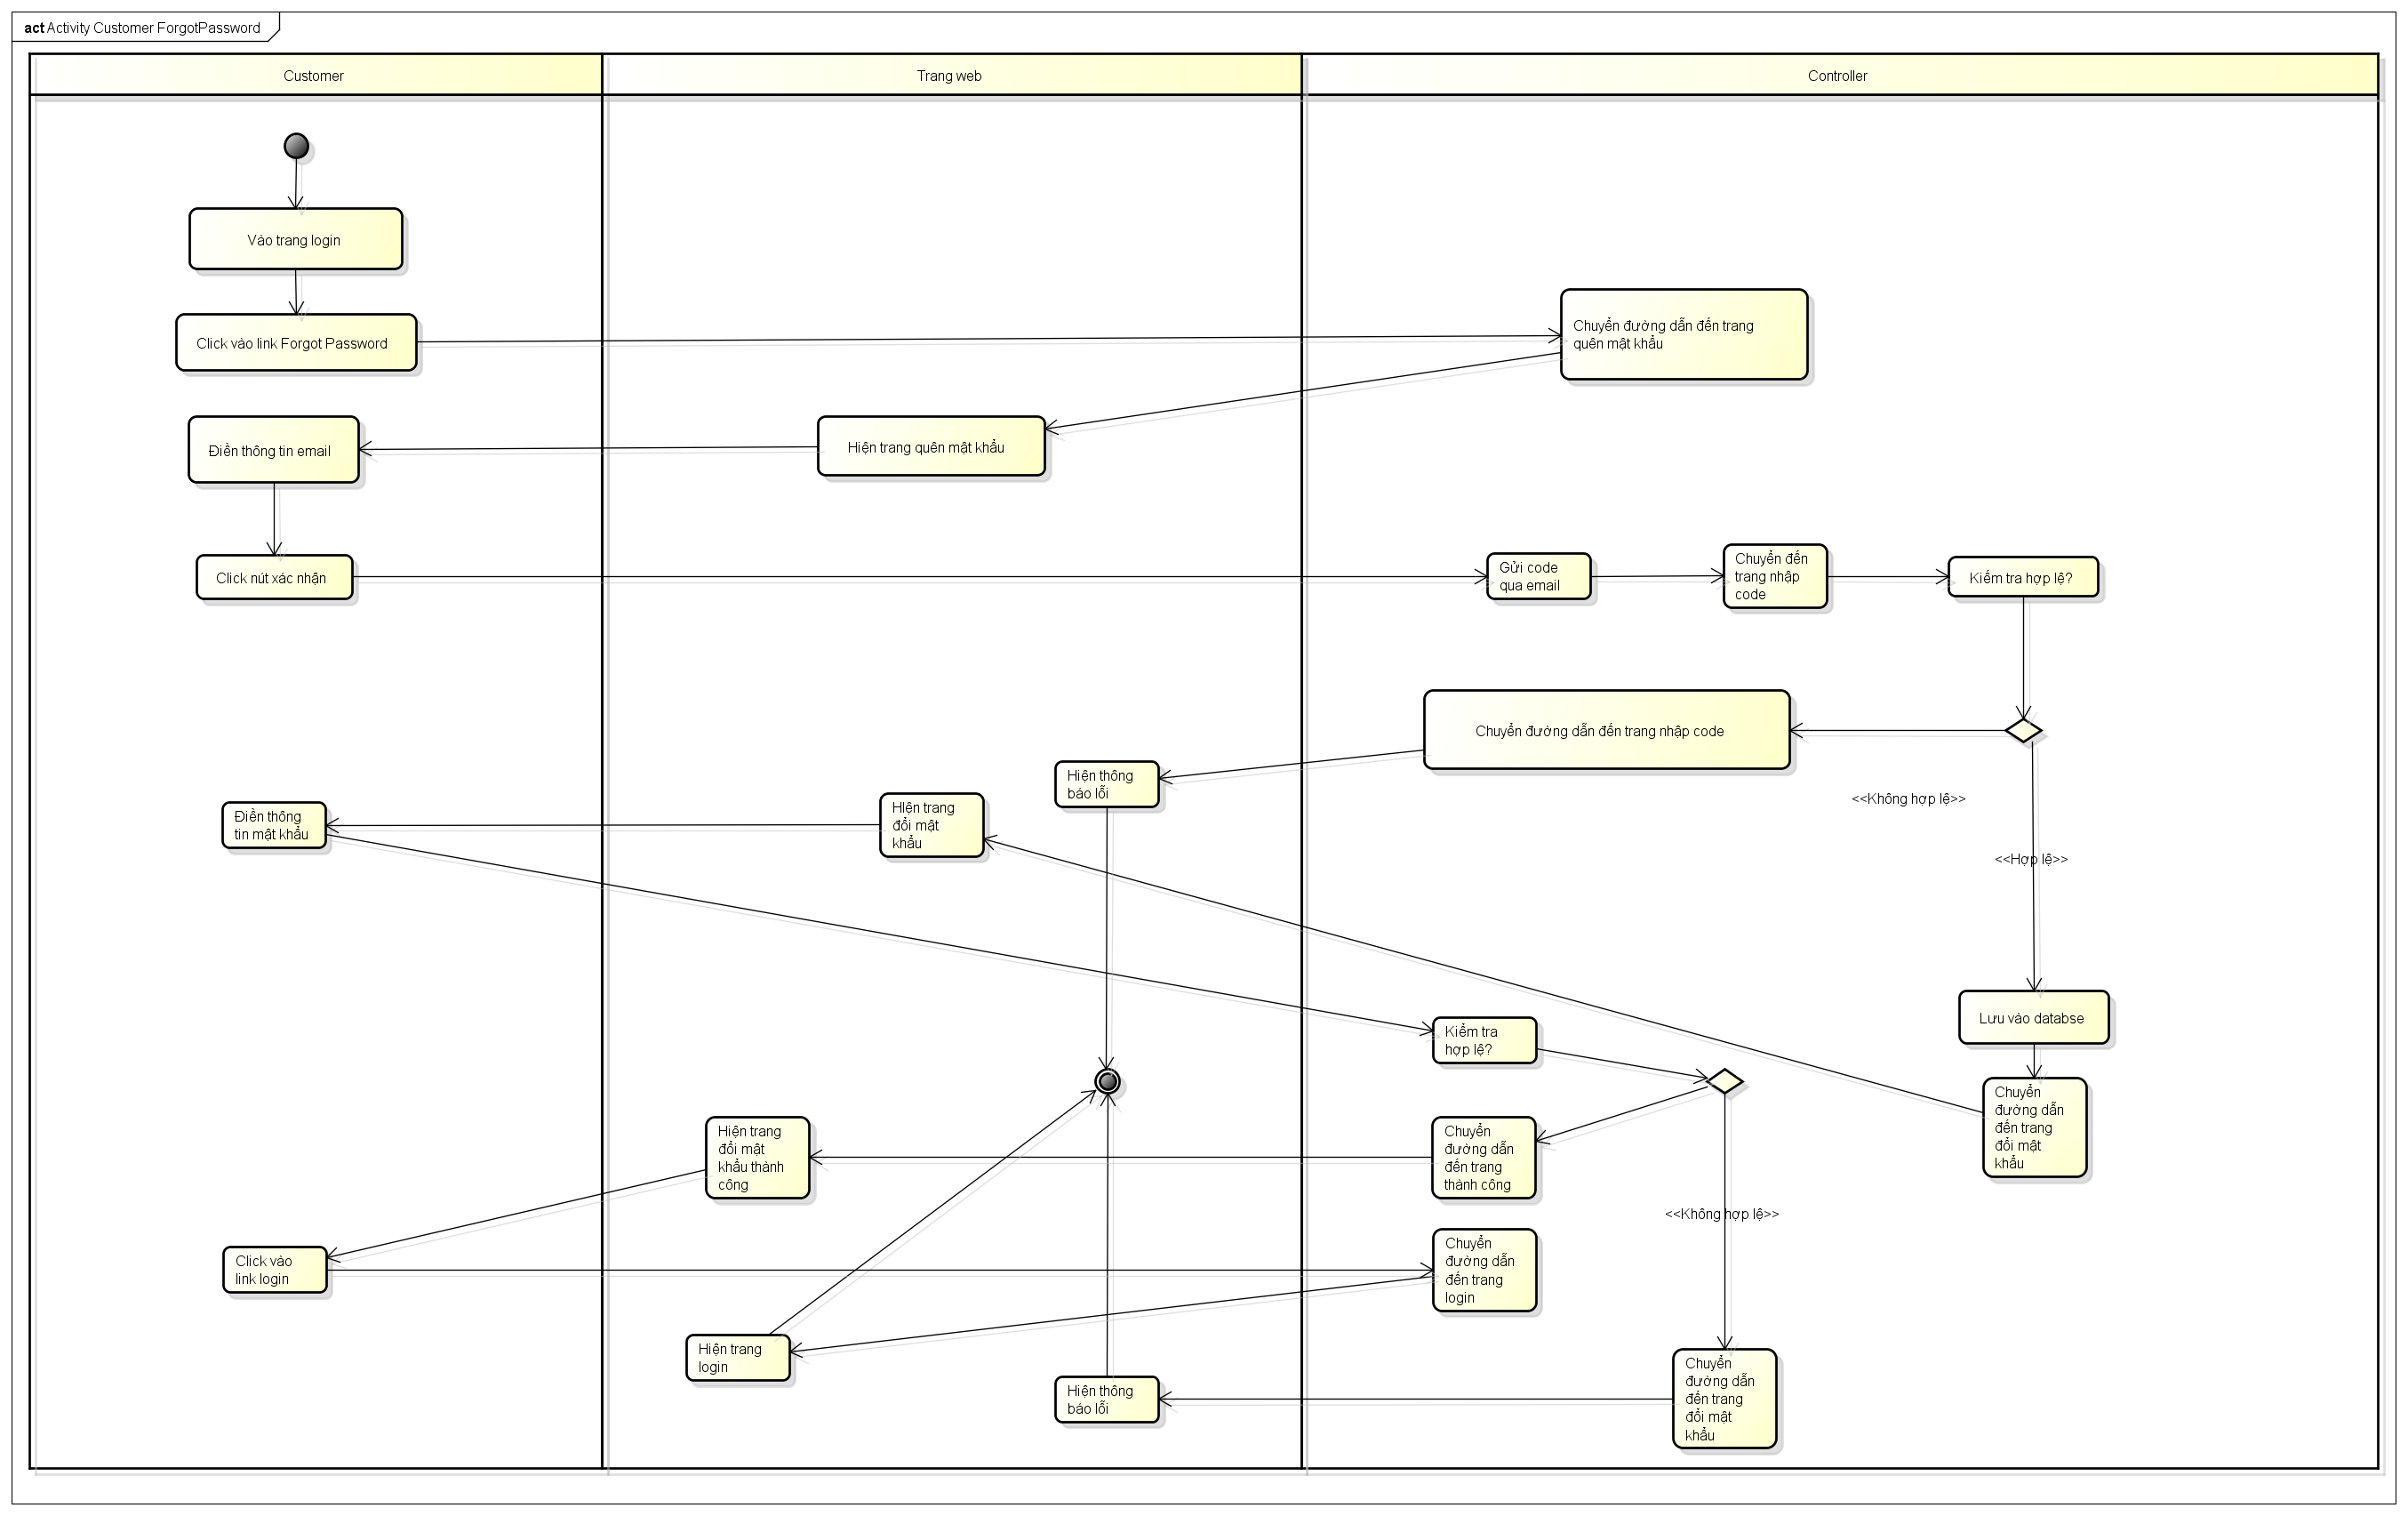 act Activity Customer ForgotPassword
Customer
Trang web
Controller
Vào trang login
Click vào link Forgot Password
Chuyển đường dẫn đến trang
quên mật khẩu
Điền thông tin email
Hiện trang quên mật khẩu
Click nút xác nhận
Gửi code
qua email
Chuyển đến
trang nhập
code
Kiểm tra hợp lệ?
Chuyển đường dẫn đến trang nhập code
Hiện thông
báo lỗi
<<Không hợp lệ>>
Điền thông
tin mật khẩu
HIện trang
đổi mật
khẩu
<<Hợp lệ>>
Kiểm tra
hợp lệ?
Lưu vào databse
Chuyển
đường dẫn
đến trang
đổi mật
khẩu
Hiện trang
đổi mật
khẩu thành
công
Chuyển
đường dẫn
đến trang
thành công
<<Không hợp lệ>>
Click vào
link login
Chuyển
đường dẫn
đến trang
login
Hiện trang
login
Hiện thông
báo lỗi
Chuyển
đường dẫn
đến trang
đổi mật
khẩu